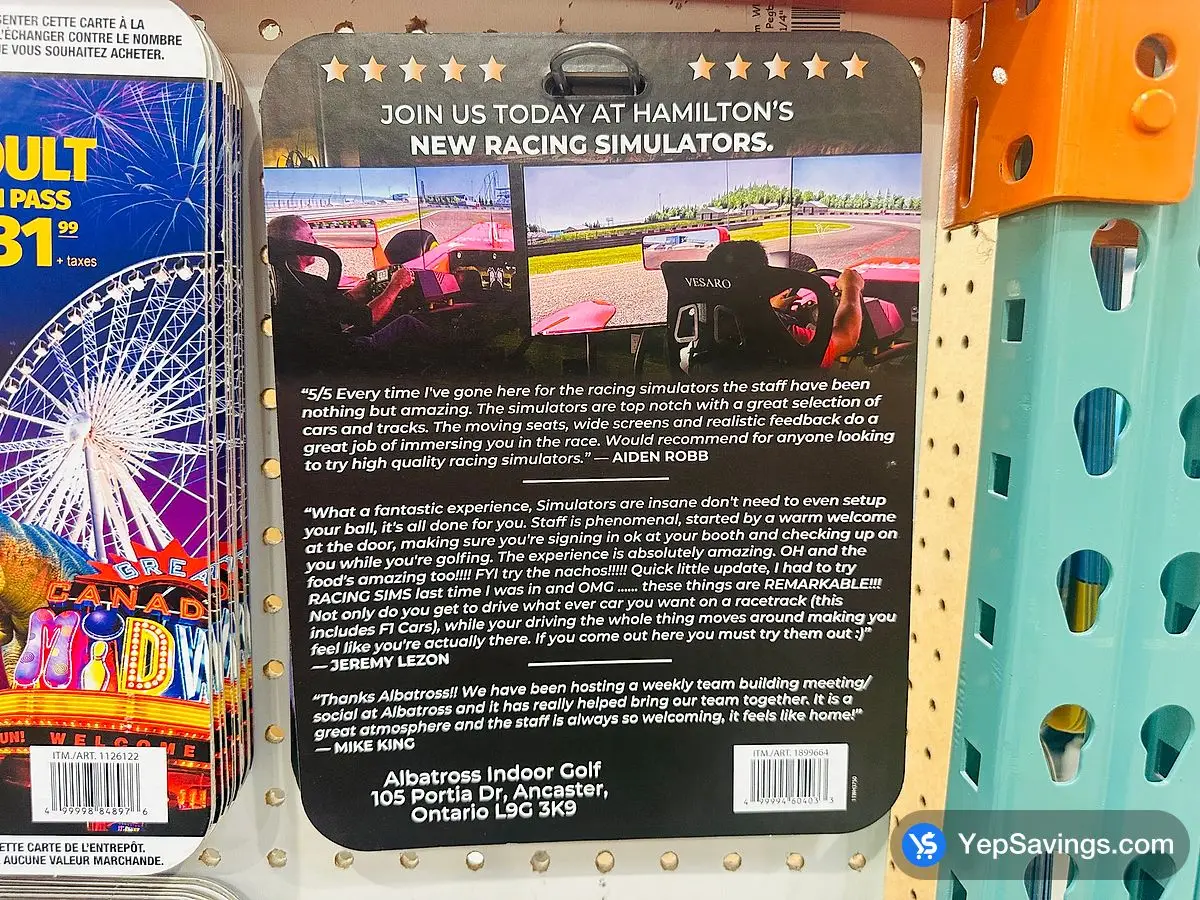 SENTER CETTE CARTE À LA
L'ÉCHANGER CONTRE LE NOMBRE
E VOUS SOUHAITEZ ACHETER.
DULT
N PASS
31 99
+ taxes
GREAT
CANAD
MiDW
UN! WELCOME
ITM./ART. 1126122
4 99998 84897 6
ETTE CARTE DE L'ENTREPÔT.
AUCUNE VALEUR MARCHANDE.
JOIN US TODAY AT HAMILTON'S
NEW RACING SIMULATORS.
VESARO
“5/5 Every time I've gone here for the racing simulators the staff have been
nothing but amazing. The simulators are top notch with a great selection of
cars and tracks. The moving seats, wide screens and realistic feedback do a
great job of immersing you in the race. Would recommend for anyone looking
to try high quality racing simulators.” — AIDEN ROBB
“What a fantastic experience, Simulators are insane don't need to even setup
your ball, it's all done for you. Staff is phenomenal, started by a warm welcome
at the door, making sure you're signing in ok at your booth and checking up on
you while you're golfing. The experience is absolutely amazing. OH and the
food's amazing too!!!! FYI try the nachos!!!!! Quick little update, I had to try
RACING SIMS last time I was in and OMG ...... these things are REMARKABLE!!!
Not only do you get to drive what ever car you want on a racetrack (this
includes F1 Cars), while your driving the whole thing moves around making you
feel like you're actually there. If you come out here you must try them out :)”
— JEREMY LEZON
“Thanks Albatross!! We have been hosting a weekly team building meeting/
social at Albatross and it has really helped bring our team together. It is a
great atmosphere and the staff is always so welcoming, it feels like home!”
— MIKE KING
Albatross Indoor Golf
105 Portia Dr, Ancaster,
Ontario L9G 3K9
ITM./ART. 1899664
4 99994 60403 3
YepSavings.com